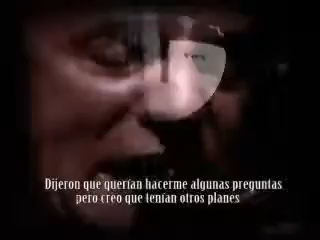 Dijeron que querían hacerme algunas preguntas
pero creo que tenían otros planes